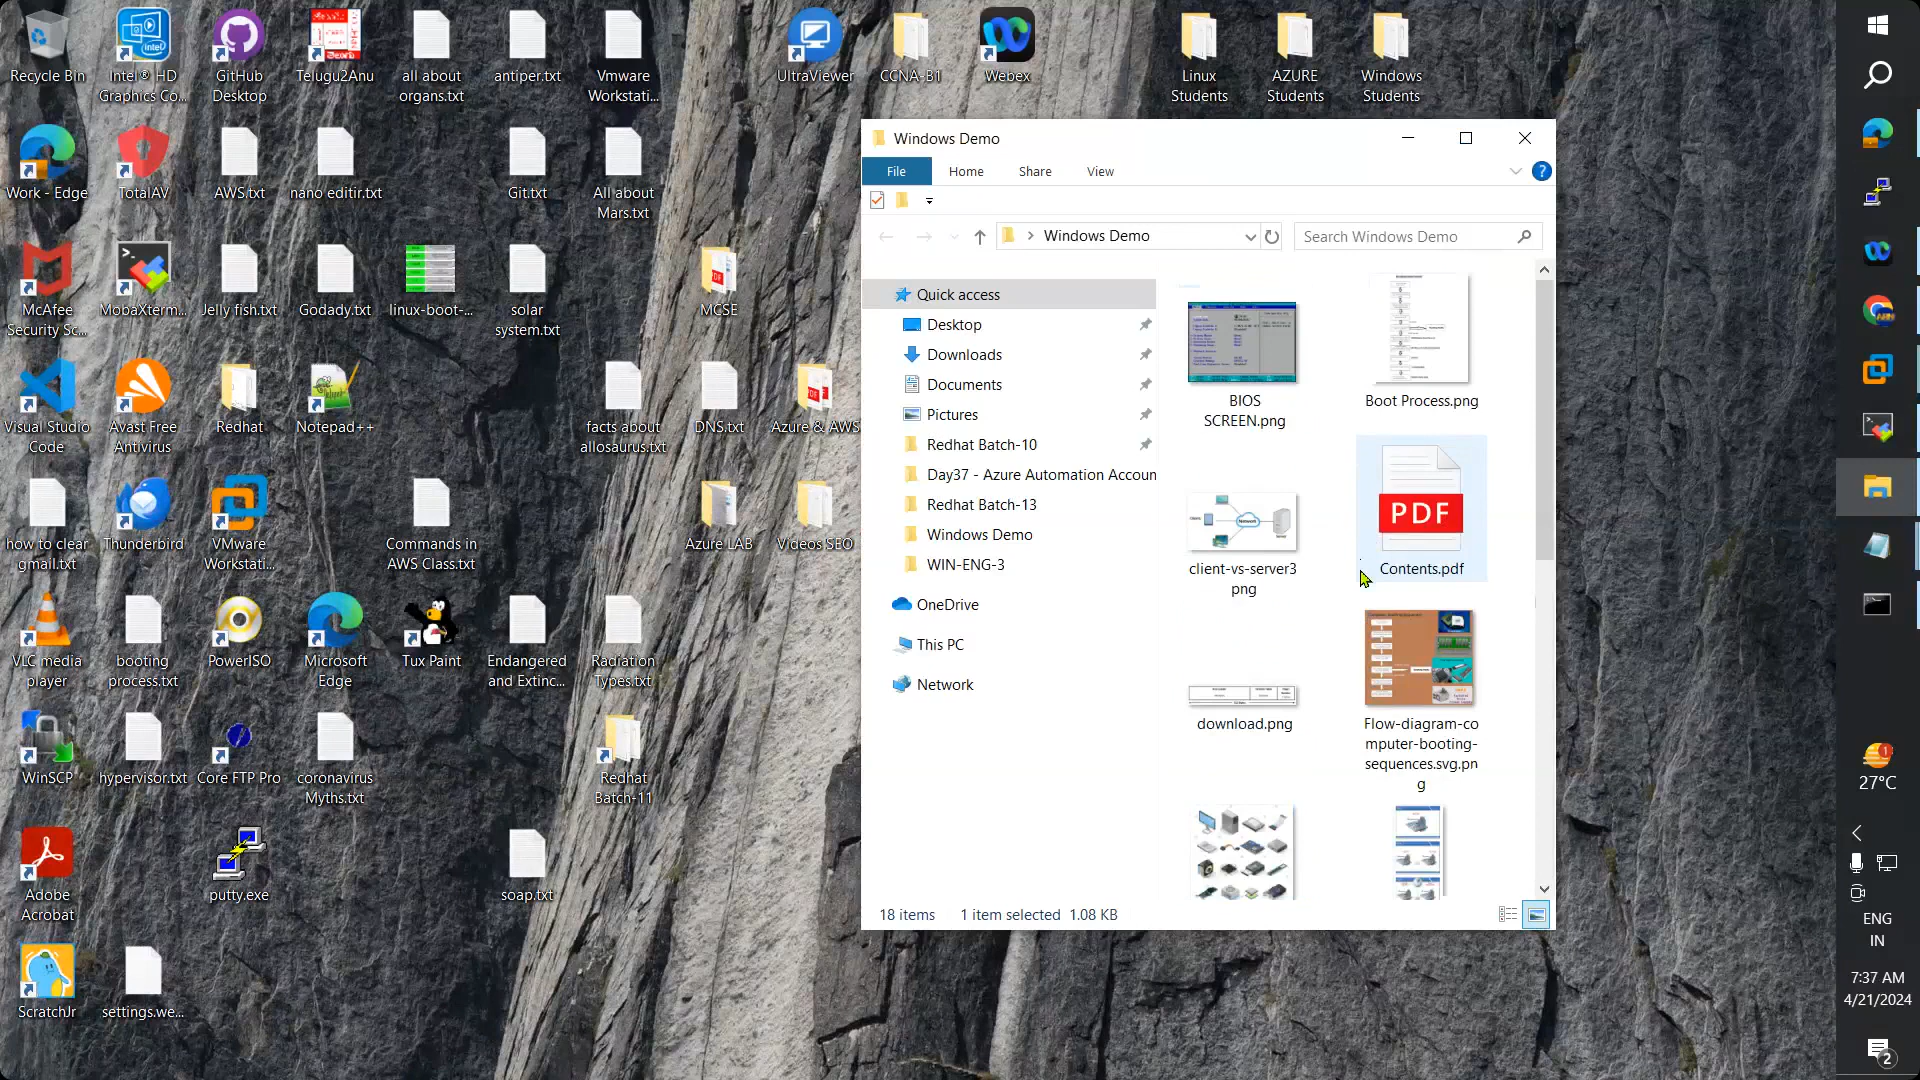 Recycle Bin
Intel® HD
Graphics Co...
GitHub
Desktop
Telugu2Anu
all about
organs.txt
antiper.txt
Vmware
Workstati...
UltraViewer
CCNA-B1
Webex
Linux
Students
AZURE
Students
Windows
Students
Work - Edge
TotalAV
AWS.txt
nano editir.txt
Git.txt
All about
Mars.txt
McAfee
Security Sc...
MobaXterm...
Jelly fish.txt
Godady.txt
linux-boot-...
solar
system.txt
MCSE
Visual Studio
Code
Avast Free
Antivirus
Redhat
Notepad++
facts about
allosaurus.txt
DNS.txt
Azure & AWS
how to clear
gmail.txt
Thunderbird
VMware
Workstati...
Commands in
AWS Class.txt
Azure LAB
Videos SEO
VLC media
player
booting
process.txt
PowerISO
Microsoft
Edge
Tux Paint
Endangered
and Extinc...
Radiation
Types.txt
WinSCP
hypervisor.txt
Core FTP Pro
coronavirus
Myths.txt
Redhat
Batch-11
Adobe
Acrobat
putty.exe
soap.txt
ScratchJr
settings.we...
Windows Demo
File
Home
Share
View
Windows Demo
Search Windows Demo
Quick access
Desktop
Downloads
Documents
Pictures
Redhat Batch-10
Day37 - Azure Automation Accoun
Redhat Batch-13
Windows Demo
WIN-ENG-3
OneDrive
This PC
Network
BIOS
SCREEN.png
Boot Process.png
client-vs-server3
png
PDF
Contents.pdf
download.png
Flow-diagram-co
mputer-booting-
sequences.svg.pn
g
18 items
1 item selected 1.08 KB
27°C
ENG
IN
7:37 AM
4/21/2024
2